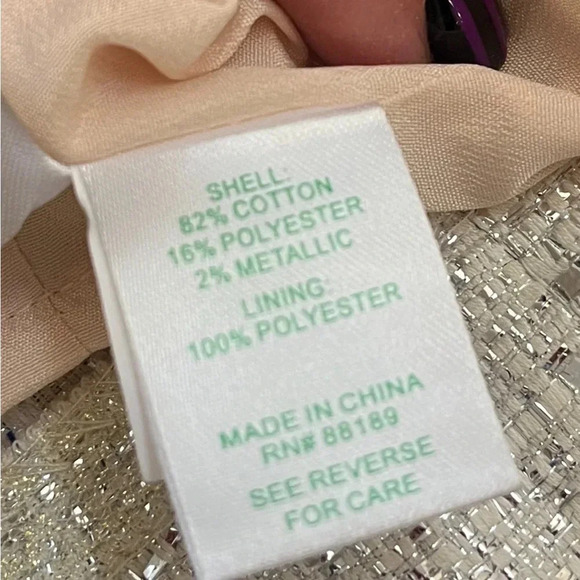 SHELL:
82% COTTON
16% POLYESTER
2% METALLIC
LINING:
100% POLYESTER
MADE IN CHINA
RN# 88189
SEE REVERSE
FOR CARE